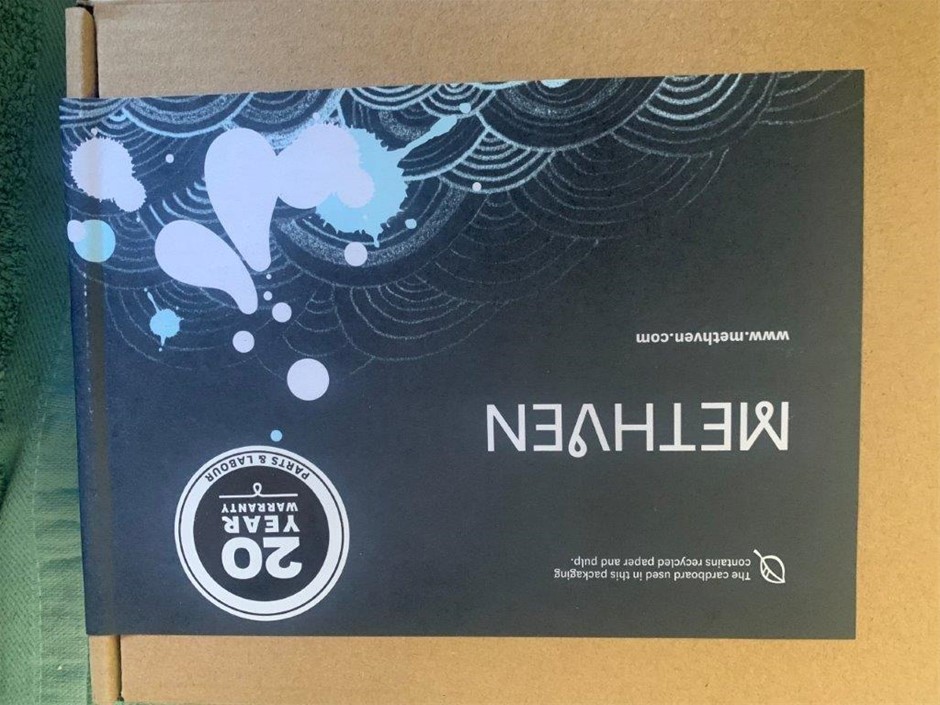 The cardboard used in this packaging
contains recycled paper and pulp.
20
YEAR
WARRANTY
PARTS & LABOUR
METHVEN
www.methven.com